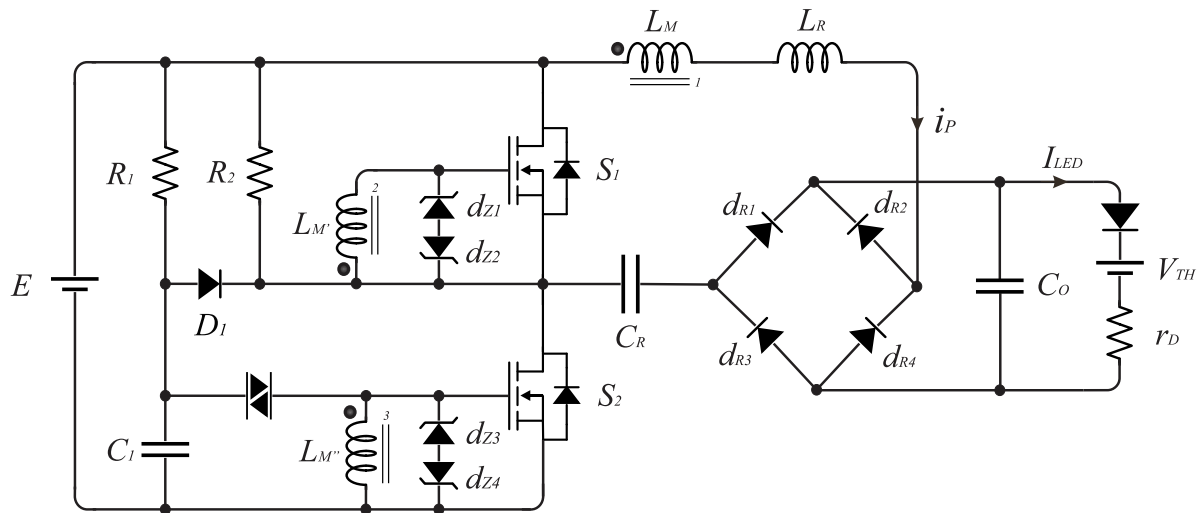 L_M
L_R
1
i_P
R_1
R_2
S_1
I_LED
2
d_Z1
d_R1
d_R2
L_M'
d_Z2
E
V_TH
C_O
D_1
C_R
r_D
d_R3
d_R4
S_2
3
d_Z3
C_1
L_M''
d_Z4